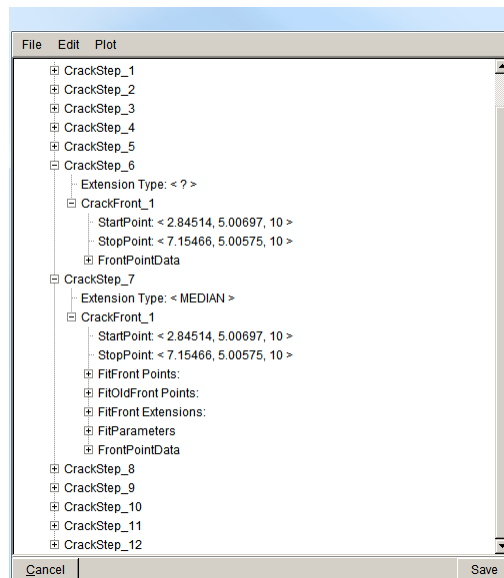 File Edit Plot
CrackStep_1
CrackStep_2
CrackStep_3
CrackStep_4
CrackStep_5
CrackStep_6
Extension Type: < ? >
CrackFront_1
StartPoint: < 2.84514, 5.00697, 10 >
StopPoint: < 7.15466, 5.00575, 10 >
FrontPointData
CrackStep_7
Extension Type: < MEDIAN >
CrackFront_1
StartPoint: < 2.84514, 5.00697, 10 >
StopPoint: < 7.15466, 5.00575, 10 >
FitFront Points:
FitOldFront Points:
FitFront Extensions:
FitParameters
FrontPointData
CrackStep_8
CrackStep_9
CrackStep_10
CrackStep_11
CrackStep_12
Cancel Save